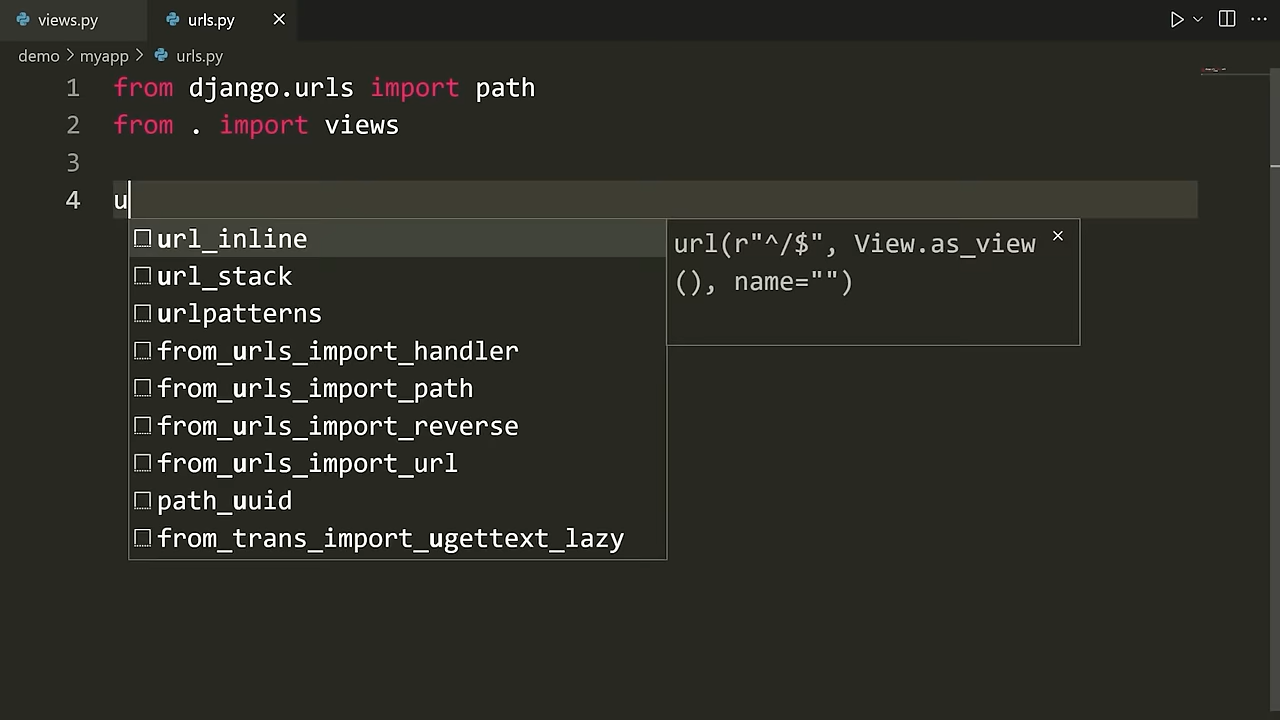 views.py urls.py
demo > myapp > urls.py
1 from django.urls import path
2 from . import views
3
4 u
url_inline
url_stack
urlpatterns
from_urls_import_handler
from_urls_import_path
from_urls_import_reverse
from_urls_import_url
path_uuid
from_trans_import_ugettext_lazy
url(r"^/$", View.as_view
(), name="")